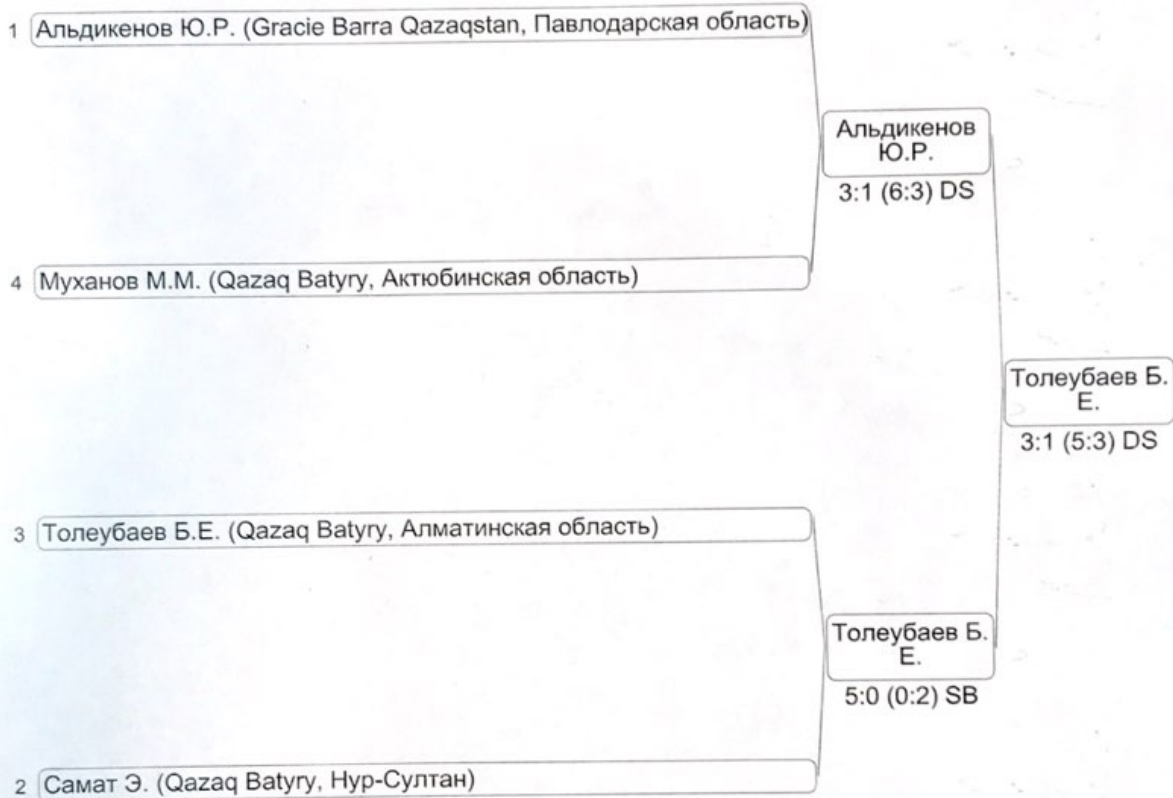 1 Альдикенов Ю.Р. (Gracie Barra Qazaqstan, Павлодарская область)
Альдикенов
Ю.Р.
3:1 (6:3) DS
4 Муханов М.М. (Qazaq Batyry, Актюбинская область)
Толеубаев Б.
Е.
3:1 (5:3) DS
3 Толеубаев Б.Е. (Qazaq Batyry, Алматинская область)
Толеубаев Б.
Е.
5:0 (0:2) SB
2 Самат Э. (Qazaq Batyry, Нур-Султан)